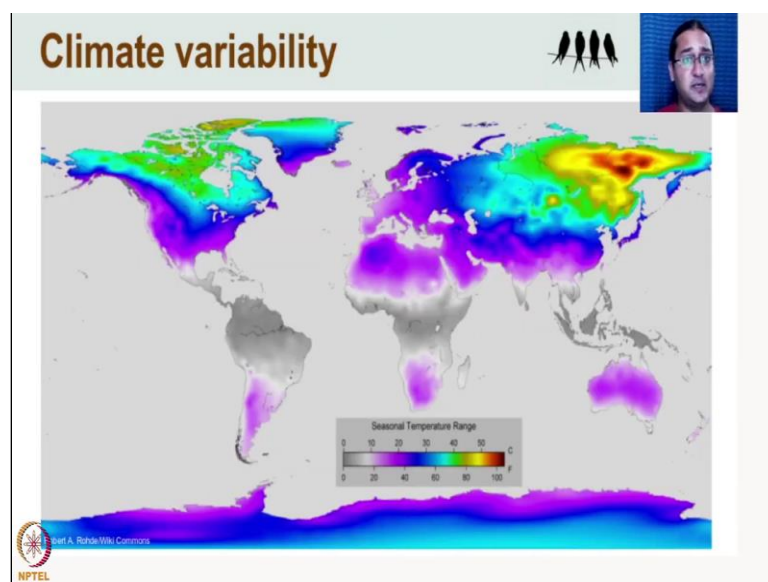 Climate variability
Seasonal Temperature Range
0 10 20 30 40 50 C
0 20 40 60 80 100 F
Robert A. Rohde/Wiki Commons
NPTEL